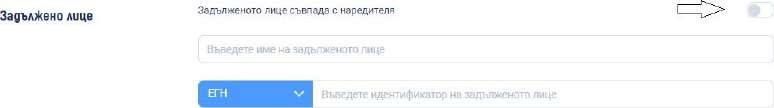 Задължено лице
Задълженото лице съвпада с наредителя
Въведете име на задълженото лице
ЕГН
Въведете идентификатор на задълженото лице